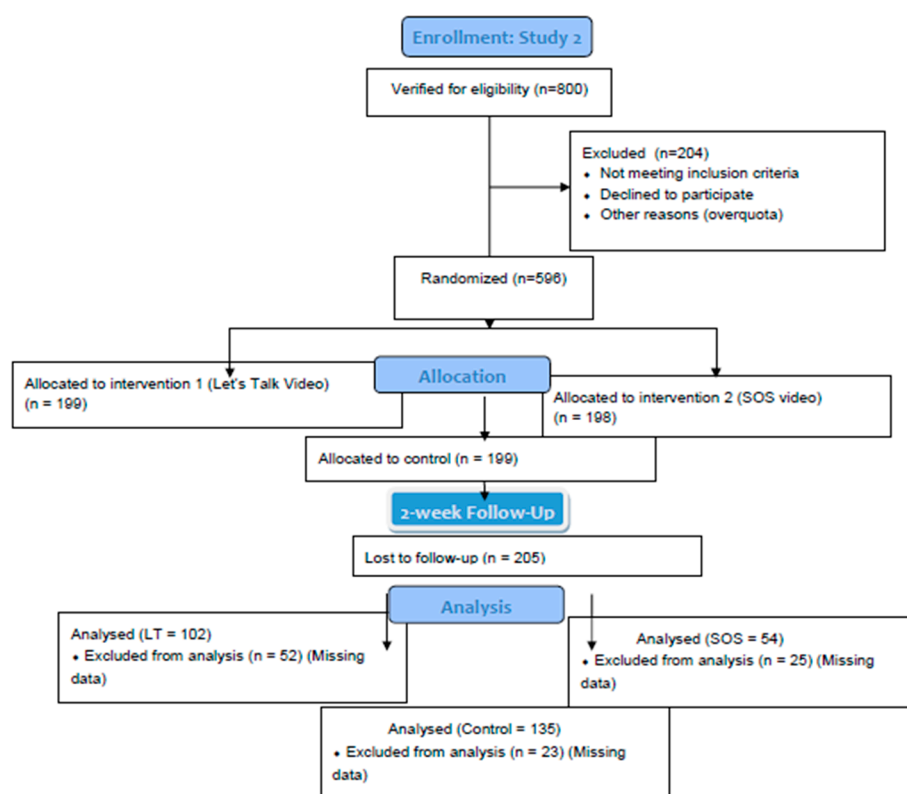 Enrollment: Study 2
Verified for eligibility (n=800)
Excluded (n=204)
⬥ Not meeting inclusion criteria
⬥ Declined to participate
⬥ Other reasons (overquota)
Randomized (n=596)
Allocated to intervention 1 (Let's Talk Video)
(n = 199)
Allocation
Allocated to intervention 2 (SOS video)
(n = 198)
Allocated to control (n = 199)
2-week Follow-Up
Lost to follow-up (n = 205)
Analysis
Analysed (LT = 102)
⬥ Excluded from analysis (n = 52) (Missing
data)
Analysed (SOS = 54)
⬥ Excluded from analysis (n = 25) (Missing
data)
Analysed (Control = 135)
⬥ Excluded from analysis (n = 23) (Missing
data)